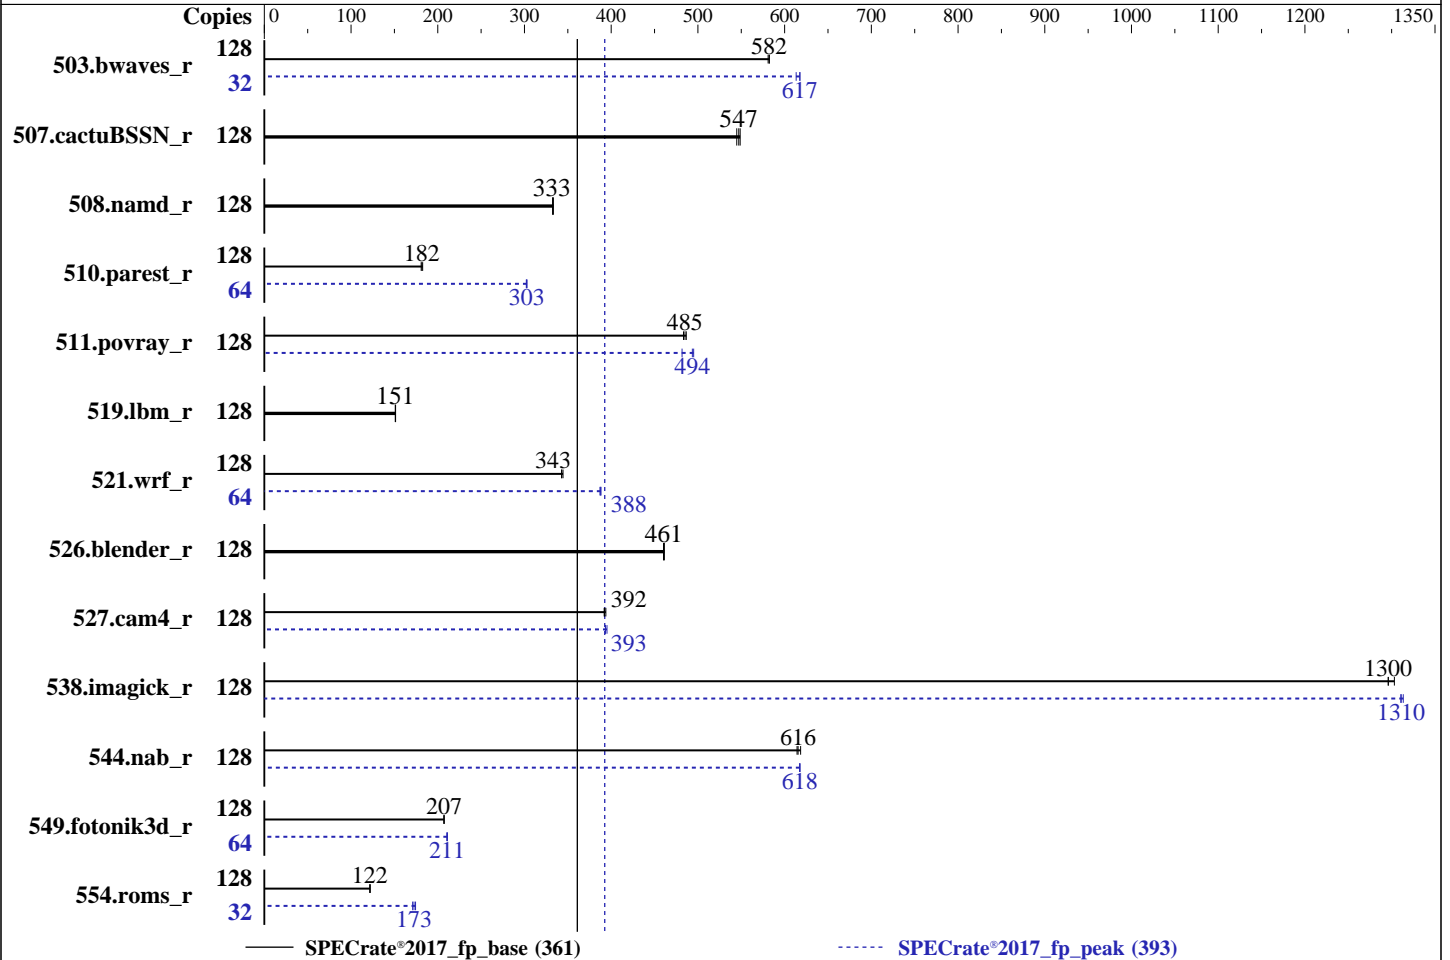 Copies 0 100 200 300 400 500 600 700 800 900 1000 1100 1200 1350
503.bwaves_r 128 582
32 617
507.cactuBSSN_r 128 547
508.namd_r 128 333
510.parest_r 128 182
64 303
511.povray_r 128 485
494
519.lbm_r 128 151
521.wrf_r 128 343
64 388
526.blender_r 128 461
527.cam4_r 128 392
393
538.imagick_r 128 1300
1310
544.nab_r 128 616
618
549.fotonik3d_r 128 207
64 211
554.roms_r 128 122
32 173
SPECrate®2017_fp_base (361) SPECrate®2017_fp_peak (393)